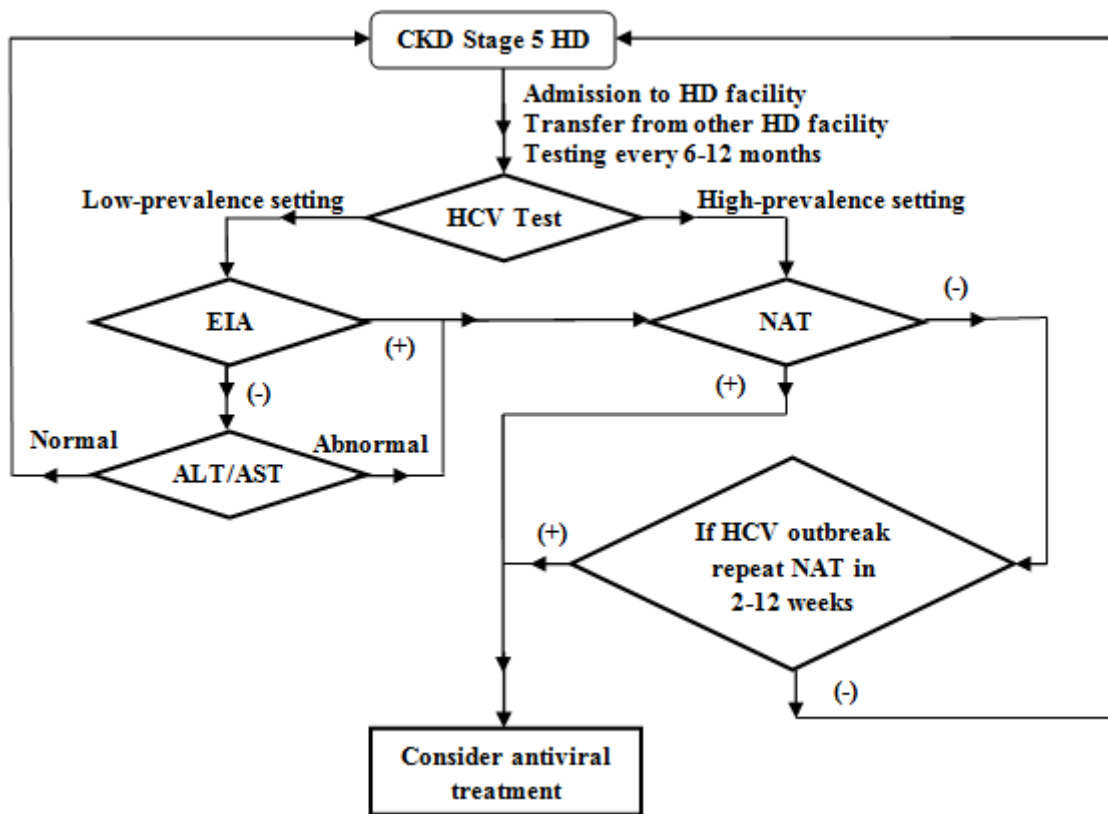 CKD Stage 5 HD
Admission to HD facility
Transfer from other HD facility
Testing every 6-12 months
Low-prevalence setting
HCV Test
High-prevalence setting
EIA
(+)
NAT
(-)
(-)
(+)
Normal
ALT/AST
Abnormal
If HCV outbreak
repeat NAT in
2-12 weeks
(+)
(-)
Consider antiviral
treatment